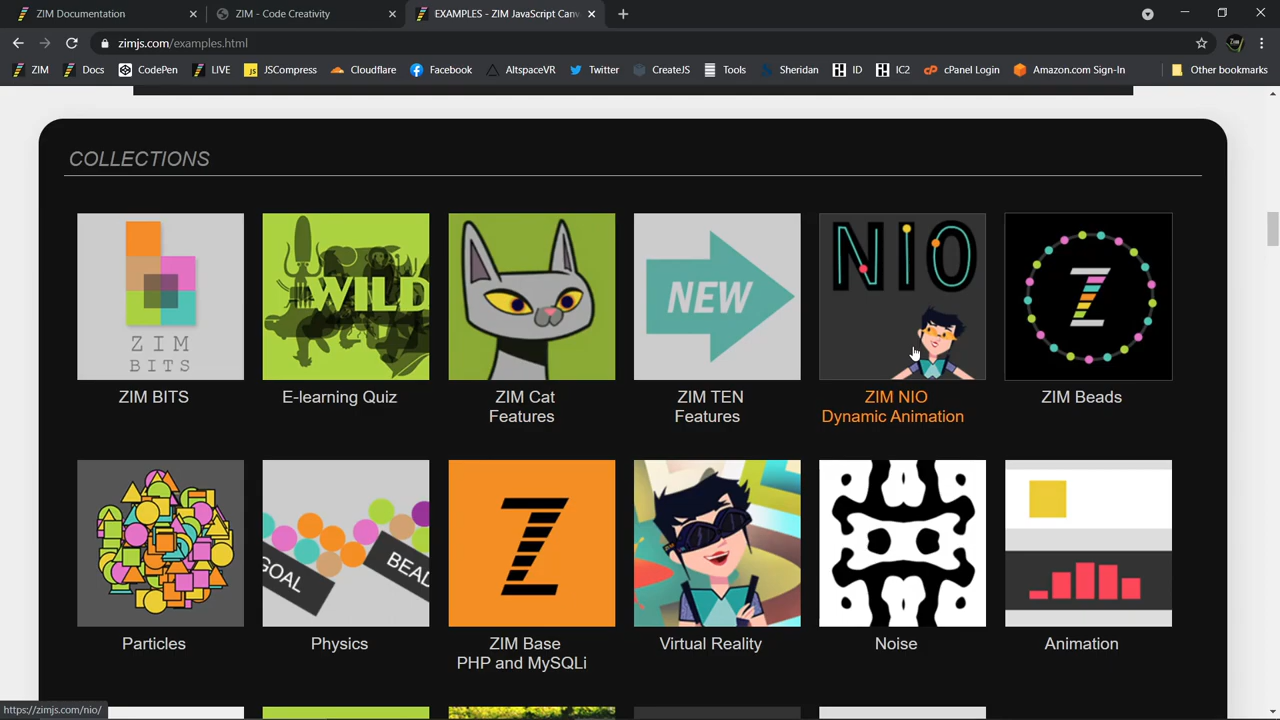 ZIM Documentation
ZIM - Code Creativity
EXAMPLES - ZIM JavaScript Canv
zimjs.com/examples.html
ZIM
Docs
CodePen
LIVE
JSCompress
Cloudflare
Facebook
AltspaceVR
Twitter
CreateJS
Tools
Sheridan
ID
IC2
cPanel Login
Amazon.com Sign-In
Other bookmarks
COLLECTIONS
ZIM
BITS
WILD
NEW
NIO
Z
ZIM BITS
E-learning Quiz
ZIM Cat
Features
ZIM TEN
Features
ZIM NIO
Dynamic Animation
ZIM Beads
GOAL
BEAD
Z
Particles
Physics
ZIM Base
PHP and MySQLi
Virtual Reality
Noise
Animation
https://zimjs.com/nio/